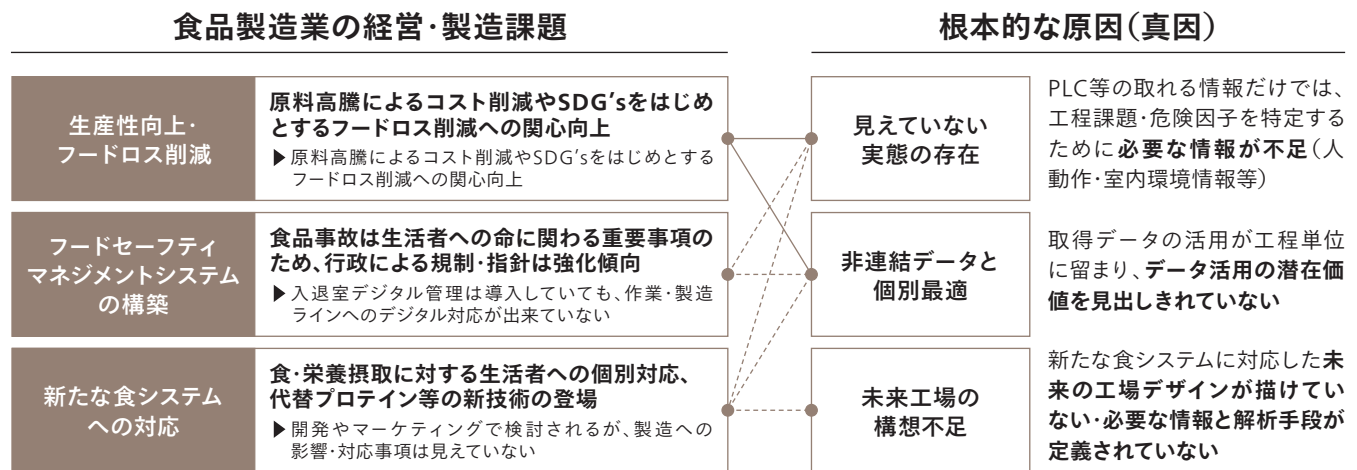 食品製造業の経営・製造課題
根本的な原因（真因）
生産性向上・
フードロス削減
原料高騰によるコスト削減やSDG'sをはじめ
とするフードロス削減への関心向上
▶原料高騰によるコスト削減やSDG'sをはじめとする
フードロス削減への関心向上
フードセーフティ
マネジメントシステム
の構築
食品事故は生活者への命に関わる重要事項の
ため、行政による規制・指針は強化傾向
▶入退室デジタル管理は導入していても、作業・製造
ラインへのデジタル対応が出来ていない
新たな食システム
への対応
食・栄養摂取に対する生活者への個別対応、
代替プロテイン等の新技術の登場
▶開発やマーケティングで検討されるが、製造への
影響・対応事項は見えていない
見えていない
実態の存在
PLC等の取れる情報だけでは、
工程課題・危険因子を特定する
ために必要な情報が不足（人
動作・室内環境情報等）
非連結データと
個別最適
取得データの活用が工程単位
に留まり、データ活用の潜在価
値を見出しきれていない
未来工場の
構想不足
新たな食システムに対応した未
来の工場デザインが描けてい
ない・必要な情報と解析手段が
定義されていない